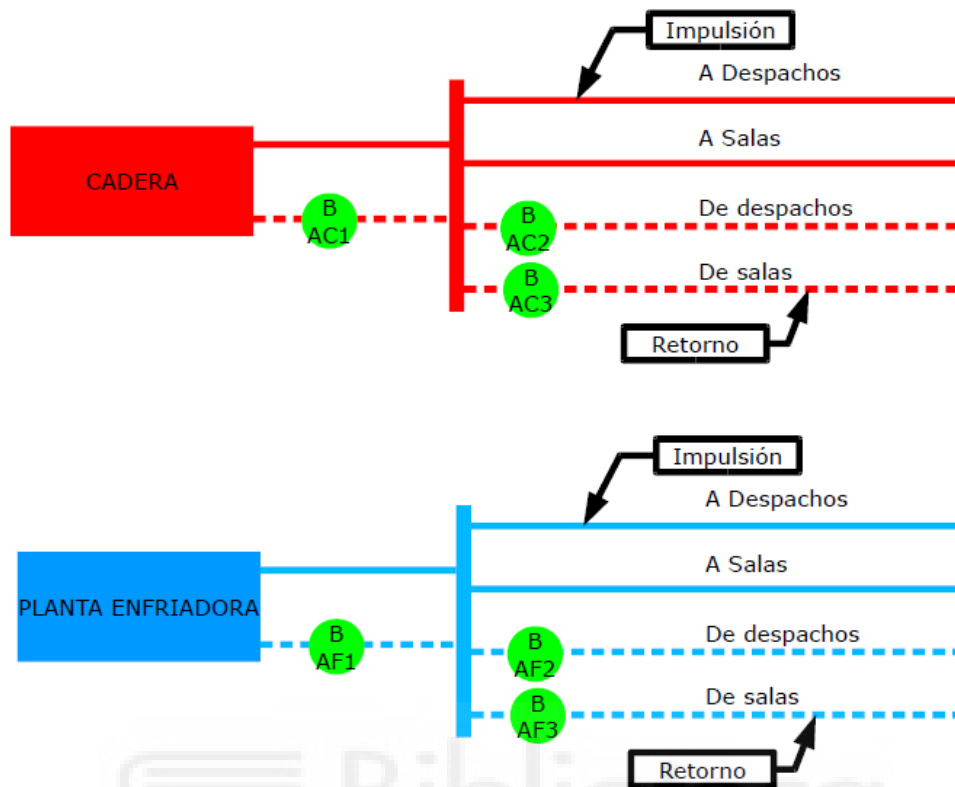 Impulsión
A Despachos
A Salas
CADERA
B
AC1
B
AC2
De despachos
B
AC3
De salas
Retorno
Impulsión
A Despachos
A Salas
PLANTA ENFRIADORA
B
AF1
B
AF2
De despachos
B
AF3
De salas
Retorno